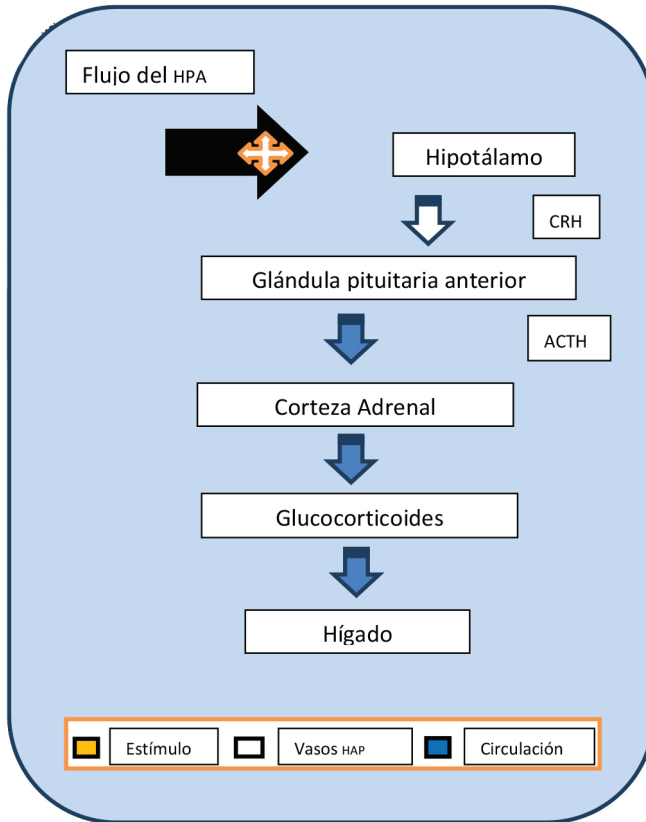 Flujo del HPA
Hipotálamo
CRH
Glándula pituitaria anterior
ACTH
Corteza Adrenal
Glucocorticoides
Hígado
Estímulo
Vasos HAP
Circulación